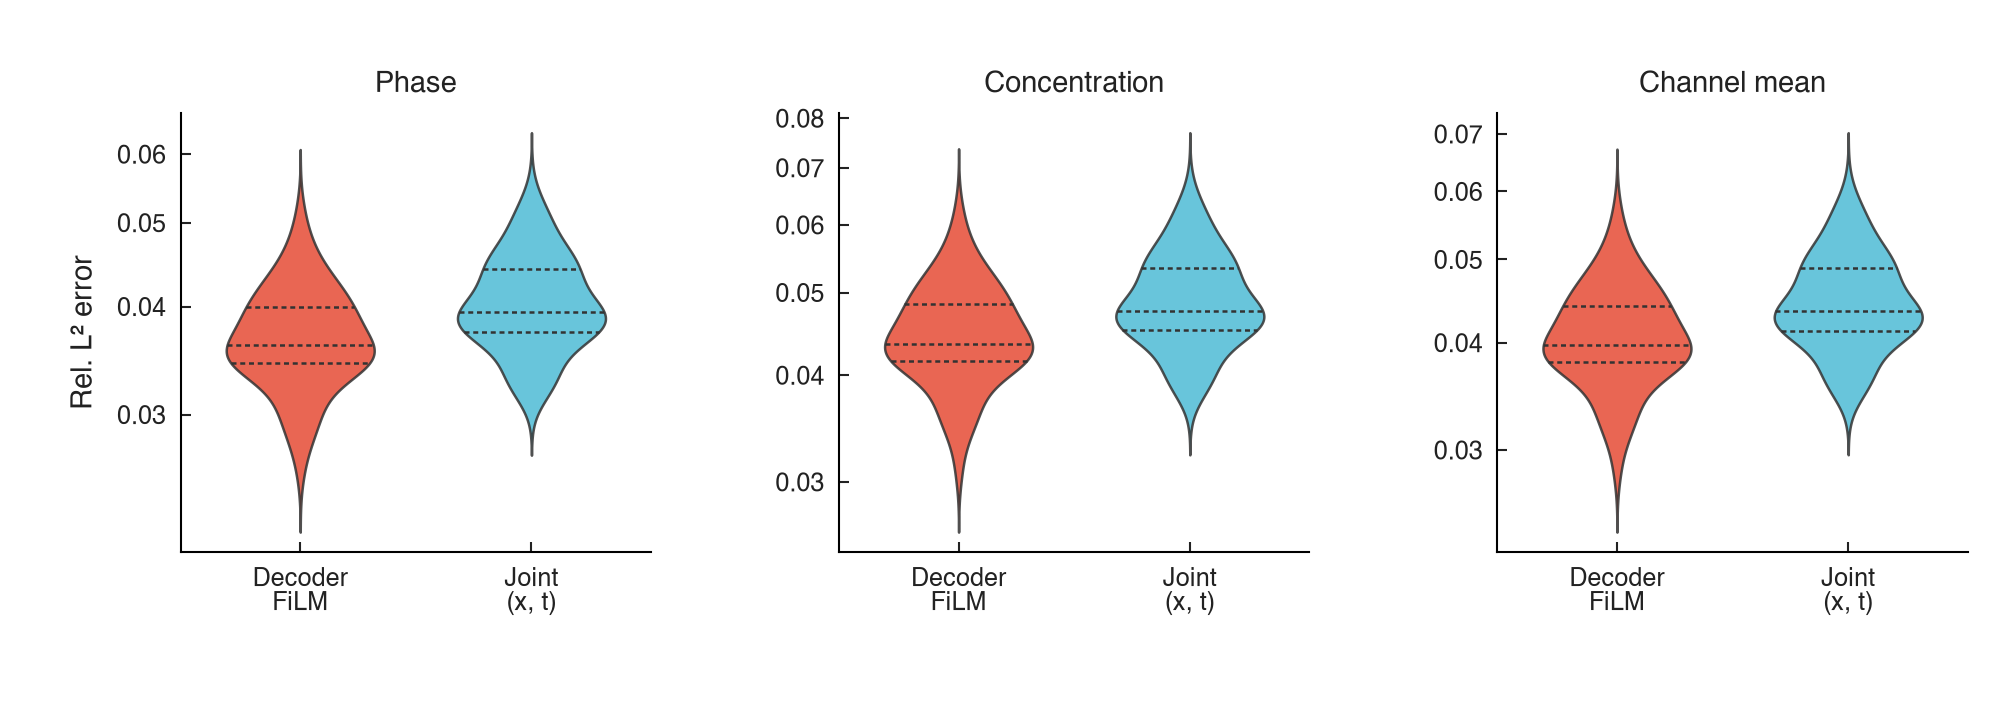 Phase
Rel. L² error
0.06
0.05
0.04
0.03
Decoder
FiLM
Joint
(x, t)
Concentration
0.08
0.07
0.06
0.05
0.04
0.03
Decoder
FiLM
Joint
(x, t)
Channel mean
0.07
0.06
0.05
0.04
0.03
Decoder
FiLM
Joint
(x, t)